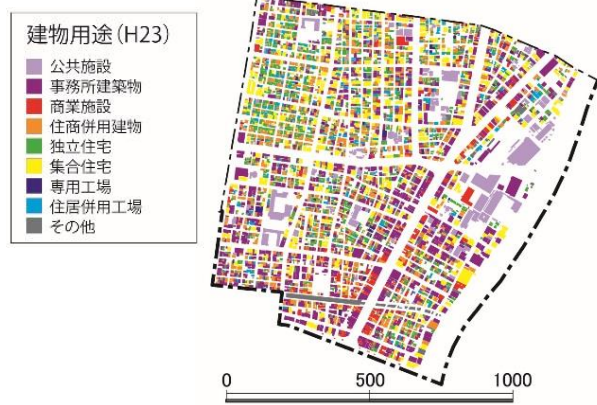 建物用途(H23)
公共施設
事務所建築物
商業施設
住商併用建物
独立住宅
集合住宅
専用工場
住居併用工場
その他
0 500 1000